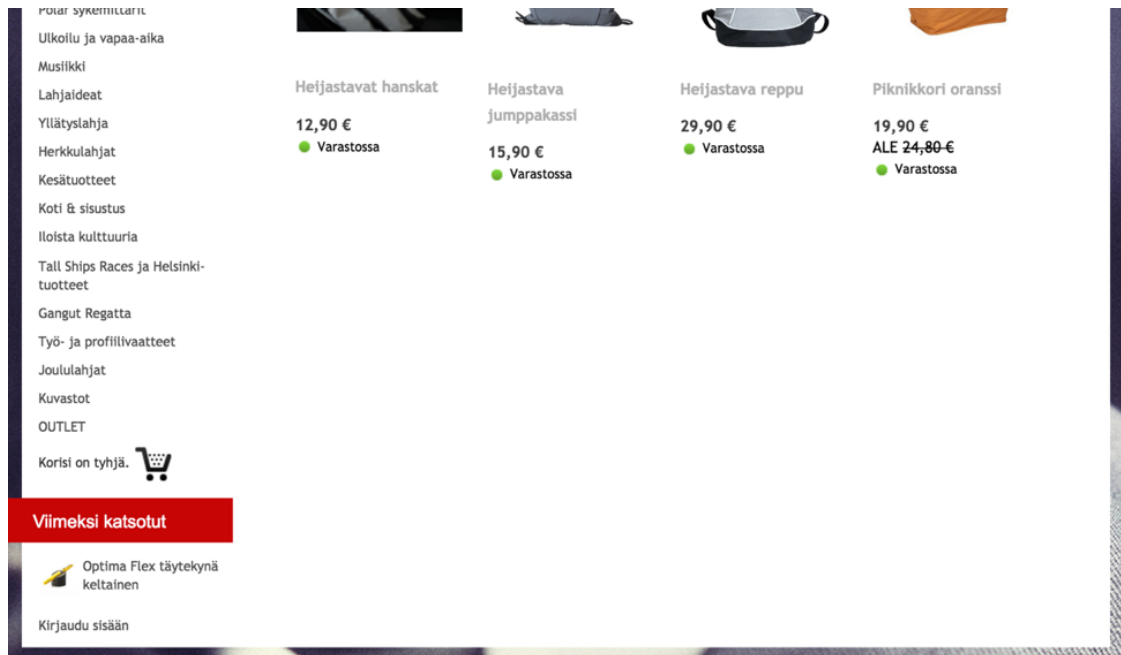 Polar sykemittarit
Ulkoilu ja vapaa-aika
Musiikki
Lahjaideat
Yllätyslahja
Herkkulahjat
Kesätuotteet
Koti & sisustus
Iloista kulttuuria
Tall Ships Races ja Helsinki-
tuotteet
Gangut Regatta
Työ- ja profiilivaatteet
Joululahjat
Kuvastot
OUTLET
Korisi on tyhjä.
Viimeksi katsotut
Optima Flex täytekynä
keltainen
Kirjaudu sisään
Heijastavat hanskat
12,90 €
Varastossa
Heijastava
jumppakassi
15,90 €
Varastossa
Heijastava reppu
29,90 €
Varastossa
Piknikkori oranssi
19,90 €
ALE 24,80 €
Varastossa